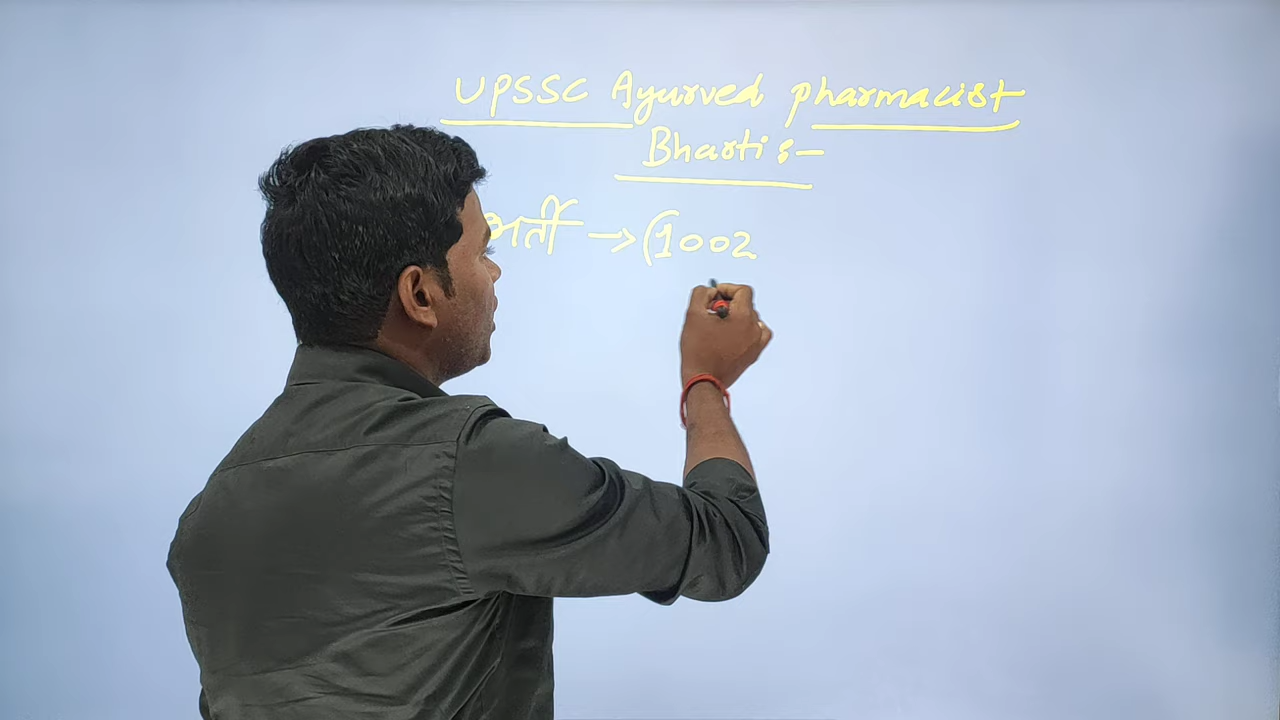 UPSSC Ayurved pharmacist
Bharti :-
भर्ती → (1002